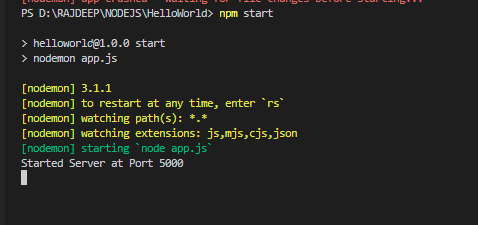 [nodemon] app crashed - waiting for file changes before starting...
PS D:\RAJDEEP\NODEJS\HelloWorld> npm start
> helloworld@1.0.0 start
> nodemon app.js
[nodemon] 3.1.1
[nodemon] to restart at any time, enter `rs`
[nodemon] watching path(s): *.*
[nodemon] watching extensions: js,mjs,cjs,json
[nodemon] starting `node app.js`
Started Server at Port 5000